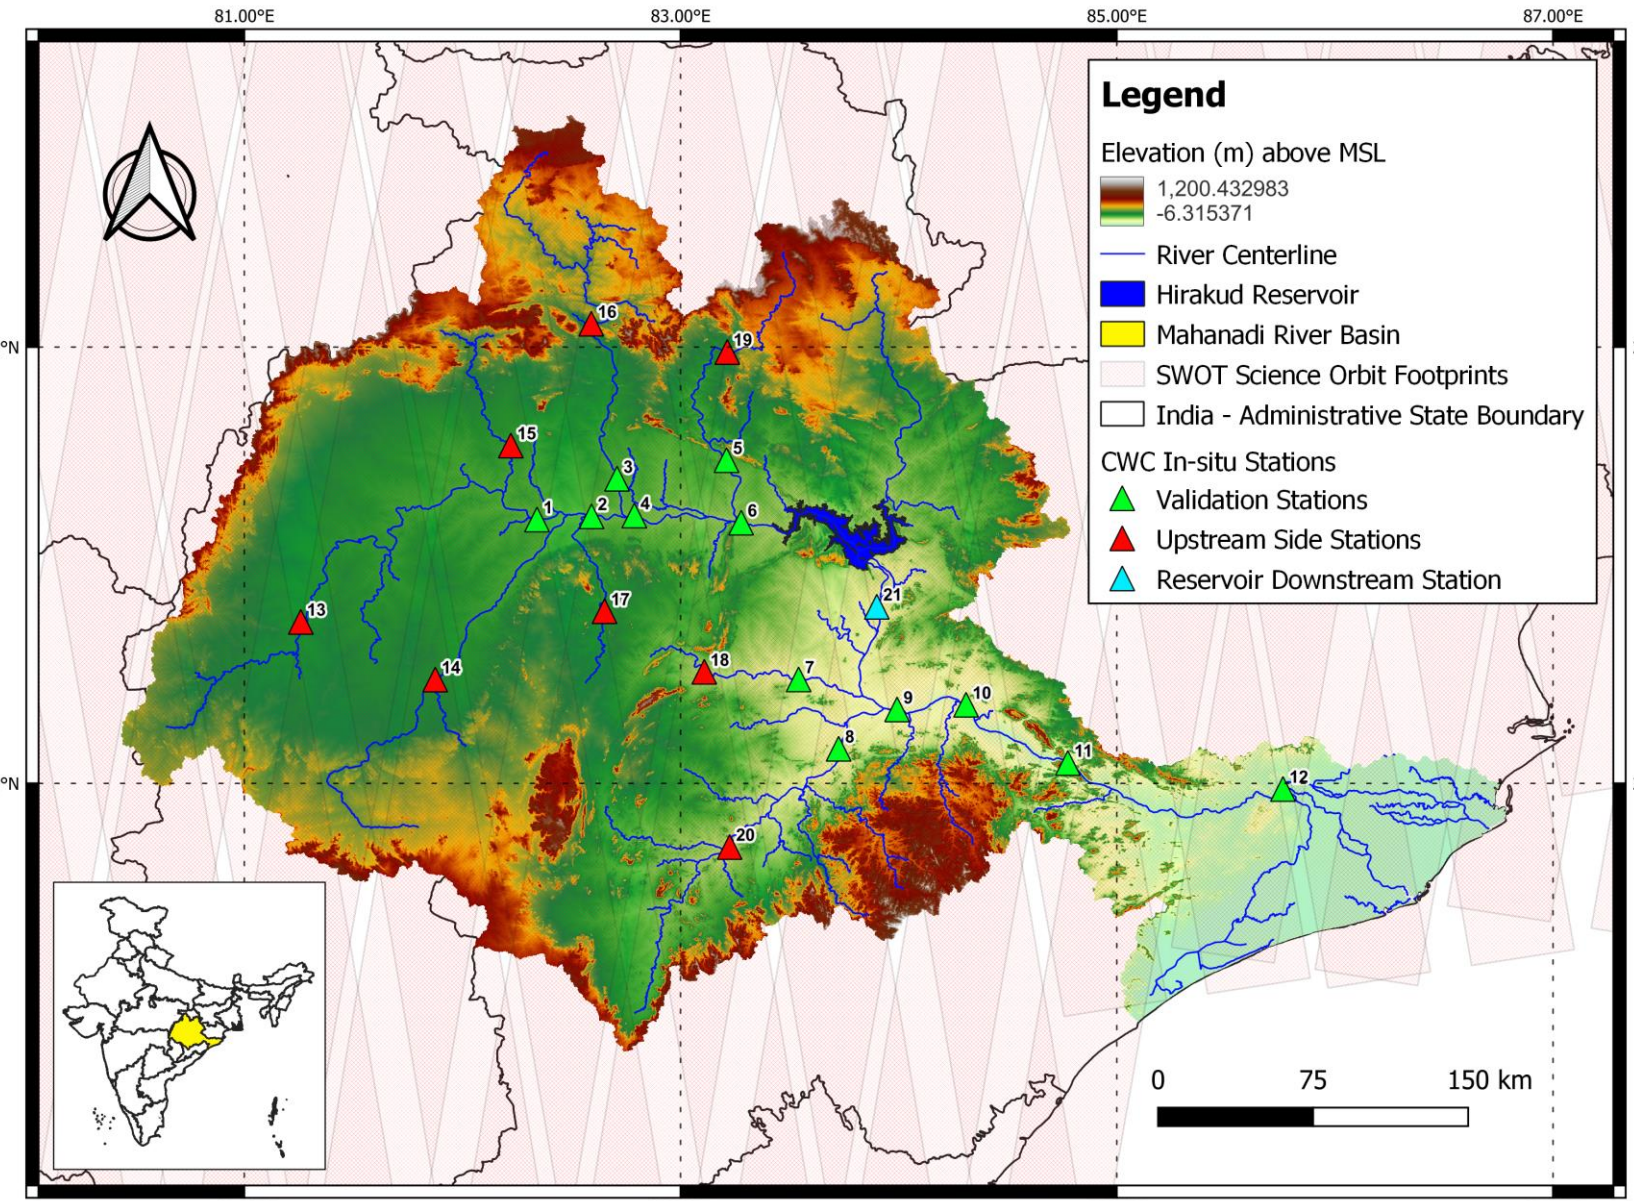 81.00°E 83.00°E 85.00°E 87.00°E
Legend
Elevation (m) above MSL
1,200.432983
-6.315371
River Centerline
Hirakud Reservoir
Mahanadi River Basin
SWOT Science Orbit Footprints
India - Administrative State Boundary
CWC In-situ Stations
Validation Stations
Upstream Side Stations
Reservoir Downstream Station
16
°N
19
15
5
3
1
2
4
6
21
13
17
14
18
7
9
10
8
11
°N
12
20
0 75 150 km